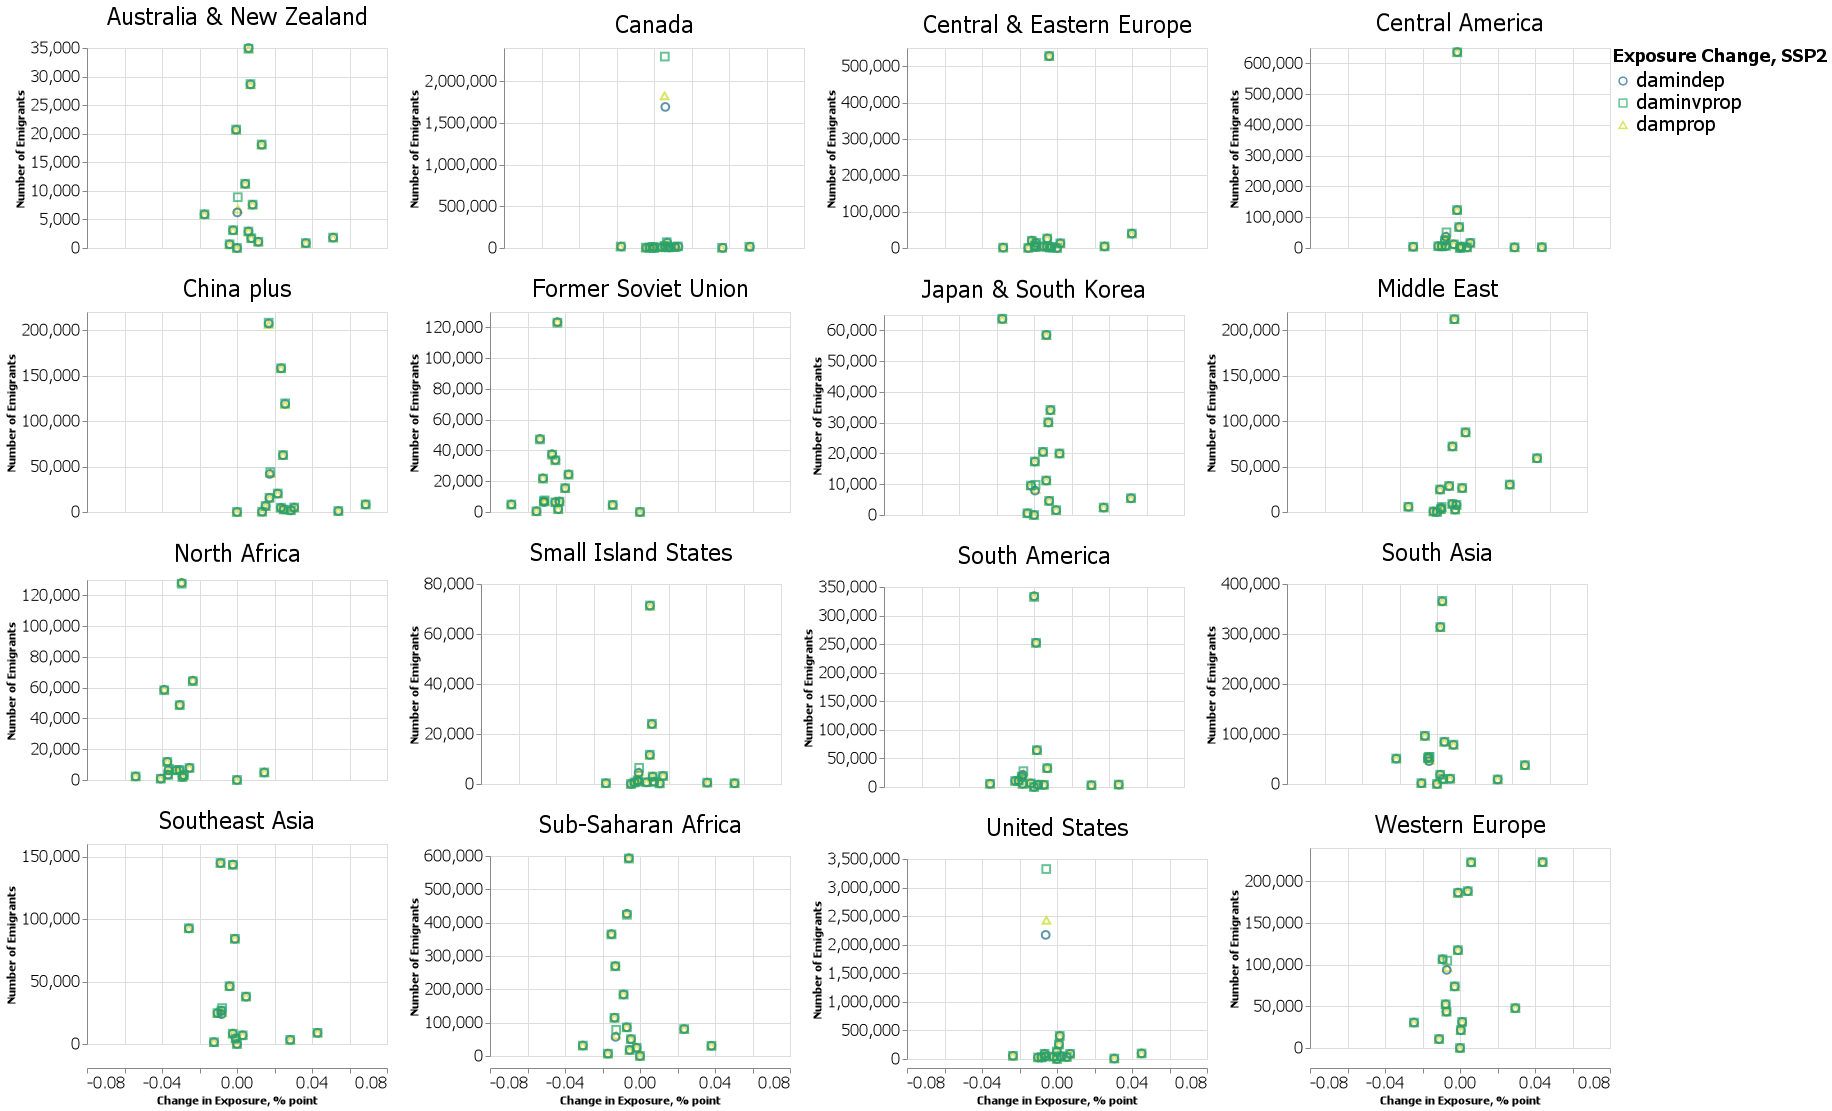 Australia & New Zealand
Canada
Central & Eastern Europe
Central America
Exposure Change, SSP2
damindep
daminvprop
damprop
Number of Emigrants
35,000
30,000
25,000
20,000
15,000
10,000
5,000
0
Number of Emigrants
2,000,000
1,500,000
1,000,000
500,000
0
Number of Emigrants
500,000
400,000
300,000
200,000
100,000
0
Number of Emigrants
600,000
500,000
400,000
300,000
200,000
100,000
0
China plus
Former Soviet Union
Japan & South Korea
Middle East
Number of Emigrants
200,000
150,000
100,000
50,000
0
Number of Emigrants
120,000
100,000
80,000
60,000
40,000
20,000
0
Number of Emigrants
60,000
50,000
40,000
30,000
20,000
10,000
0
Number of Emigrants
200,000
150,000
100,000
50,000
0
North Africa
Small Island States
South America
South Asia
Number of Emigrants
120,000
100,000
80,000
60,000
40,000
20,000
0
Number of Emigrants
80,000
60,000
40,000
20,000
0
Number of Emigrants
350,000
300,000
250,000
200,000
150,000
100,000
50,000
0
Number of Emigrants
400,000
300,000
200,000
100,000
0
Southeast Asia
Sub-Saharan Africa
United States
Western Europe
Number of Emigrants
150,000
100,000
50,000
0
Number of Emigrants
600,000
500,000
400,000
300,000
200,000
100,000
0
Number of Emigrants
3,500,000
3,000,000
2,500,000
2,000,000
1,500,000
1,000,000
500,000
0
Number of Emigrants
200,000
150,000
100,000
50,000
0
-0.08 -0.04 0.00 0.04 0.08
-0.08 -0.04 0.00 0.04 0.08
-0.08 -0.04 0.00 0.04 0.08
-0.08 -0.04 0.00 0.04 0.08
Change in Exposure, % point
Change in Exposure, % point
Change in Exposure, % point
Change in Exposure, % point